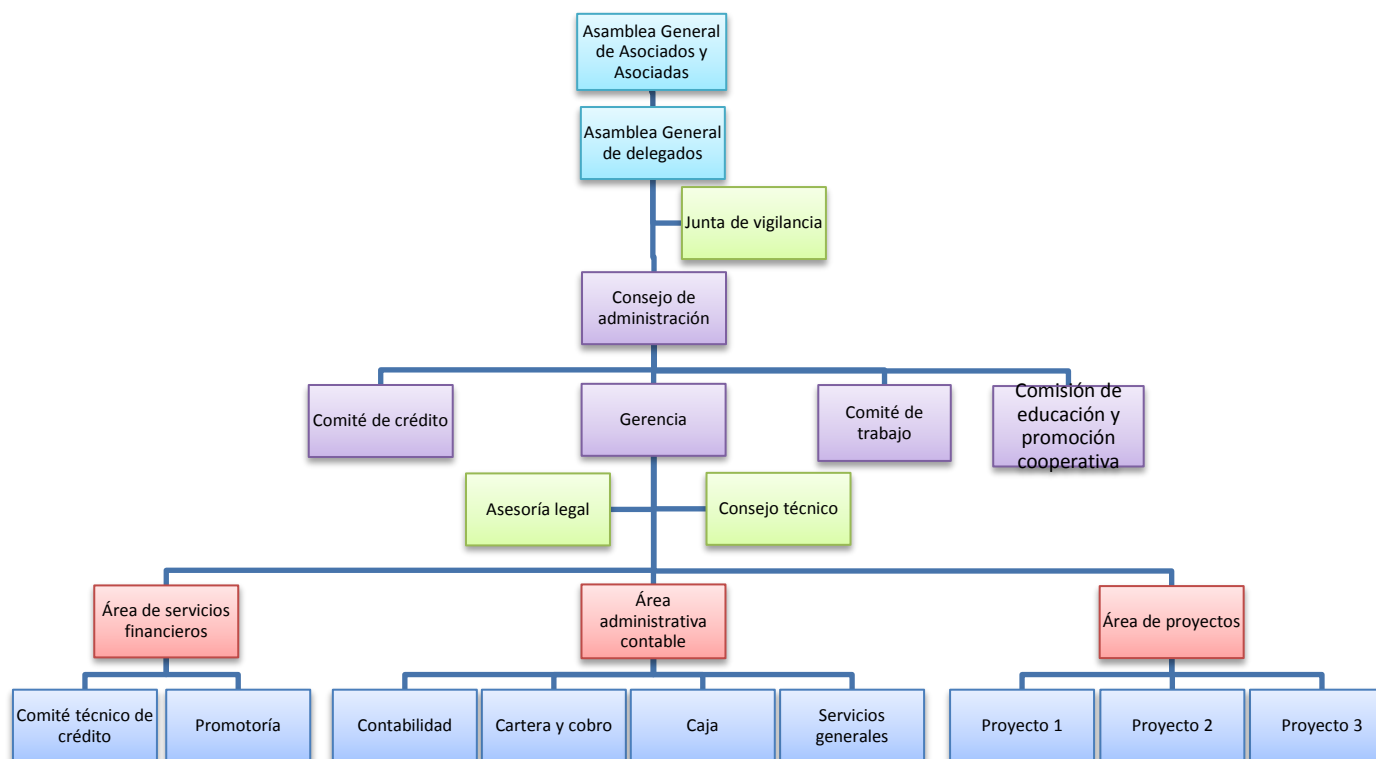 Asamblea General
de Asociados y
Asociadas
Asamblea General
de delegados
Junta de vigilancia
Consejo de
administración
Comité de crédito
Gerencia
Comité de
trabajo
Comisión de
educación y
promoción
cooperativa
Asesoría legal
Consejo técnico
Área de servicios
financieros
Área
administrativa
contable
Área de proyectos
Comité técnico de
crédito
Promotoría
Contabilidad
Cartera y cobro
Caja
Servicios
generales
Proyecto 1
Proyecto 2
Proyecto 3